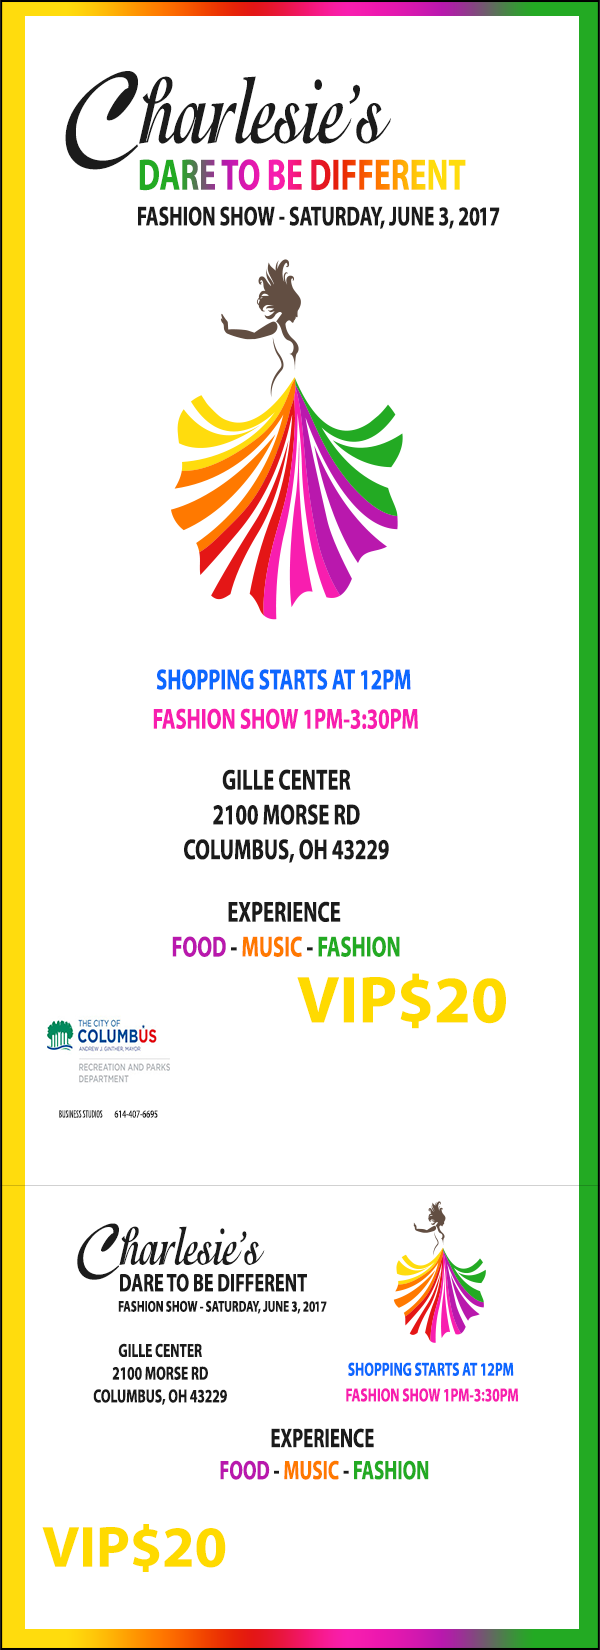 Charlesie's
DARE TO BE DIFFERENT
FASHION SHOW - SATURDAY, JUNE 3, 2017
SHOPPING STARTS AT 12PM
FASHION SHOW 1PM-3:30PM
GILLE CENTER
2100 MORSE RD
COLUMBUS, OH 43229
EXPERIENCE
FOOD - MUSIC - FASHION
VIP$20
THE CITY OF
COLUMBUS
ANDREW J. GINTHER, MAYOR
RECREATION AND PARKS
DEPARTMENT
BUSINESS STUDIOS 614-407-6695
Charlesie's
DARE TO BE DIFFERENT
FASHION SHOW - SATURDAY, JUNE 3, 2017
GILLE CENTER
2100 MORSE RD
COLUMBUS, OH 43229
SHOPPING STARTS AT 12PM
FASHION SHOW 1PM-3:30PM
EXPERIENCE
FOOD - MUSIC - FASHION
VIP$20